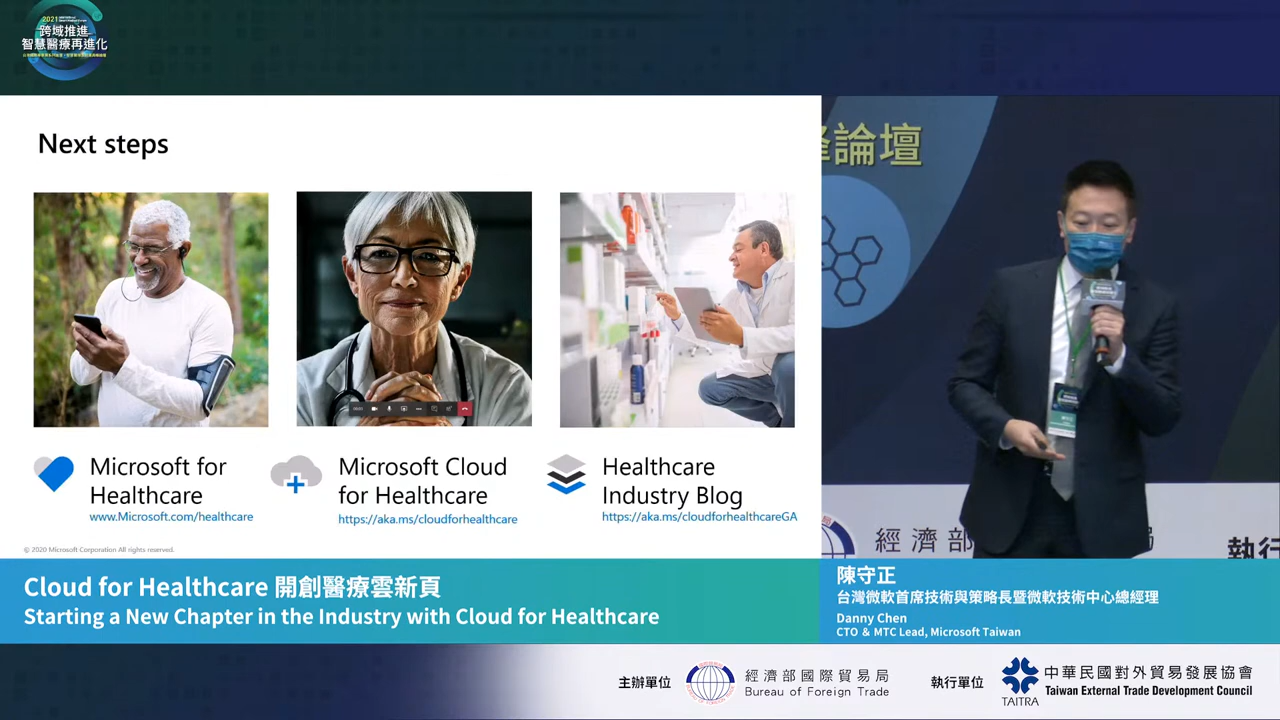 2021
跨域推進
智慧醫療再進化
Next steps
Microsoft for
Healthcare
www.Microsoft.com/healthcare
Microsoft Cloud
for Healthcare
https://aka.ms/cloudforhealthcare
Healthcare
Industry Blog
https://aka.ms/cloudforhealthcareGA
© 2020 Microsoft Corporation All rights reserved.
論壇
經濟部
執行
Cloud for Healthcare 開創醫療雲新頁
Starting a New Chapter in the Industry with Cloud for Healthcare
陳守正
台灣微軟首席技術與策略長暨微軟技術中心總經理
Danny Chen
CTO & MTC Lead, Microsoft Taiwan
主辦單位
經濟部國際貿易局
Bureau of Foreign Trade
執行單位
TAITRA
中華民國對外貿易發展協會
Taiwan External Trade Development Council